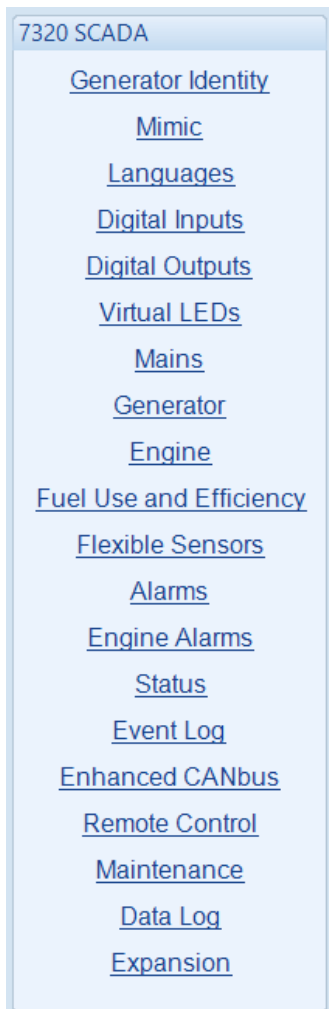 7320 SCADA
Generator Identity
Mimic
Languages
Digital Inputs
Digital Outputs
Virtual LEDs
Mains
Generator
Engine
Fuel Use and Efficiency
Flexible Sensors
Alarms
Engine Alarms
Status
Event Log
Enhanced CANbus
Remote Control
Maintenance
Data Log
Expansion